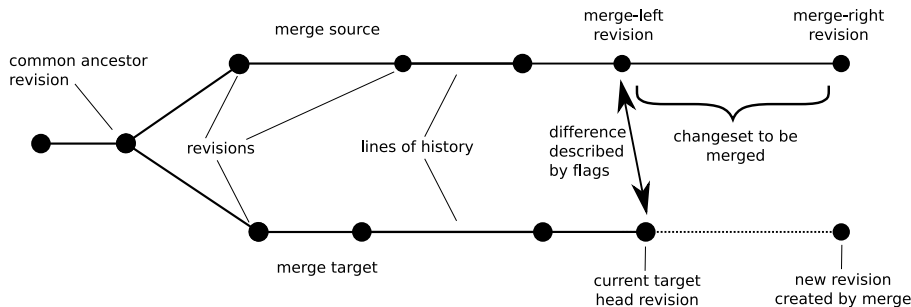 merge source
merge-left
revision
merge-right
revision
common ancestor
revision
revisions
lines of history
difference
described
by flags
changeset to be
merged
merge target
current target
head revision
new revision
created by merge